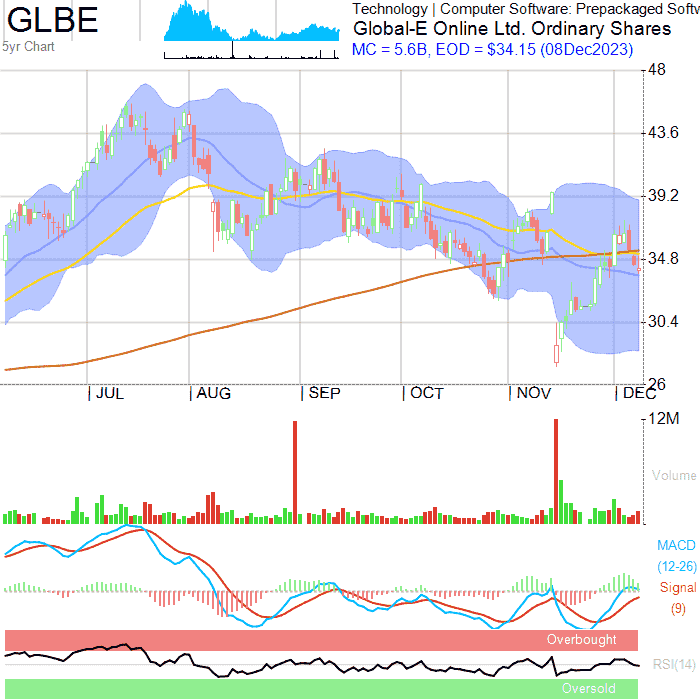 GLBE
5yr Chart
Technology | Computer Software: Prepackaged Softw
Global-E Online Ltd. Ordinary Shares
MC = 5.6B, EOD = $34.15 (08Dec2023)
48
43.6
39.2
34.8
30.4
26
| JUL | AUG | SEP | OCT | NOV | DEC
12M
Volume
MACD
(12-26)
Signal
(9)
Overbought
RSI(14)
Oversold